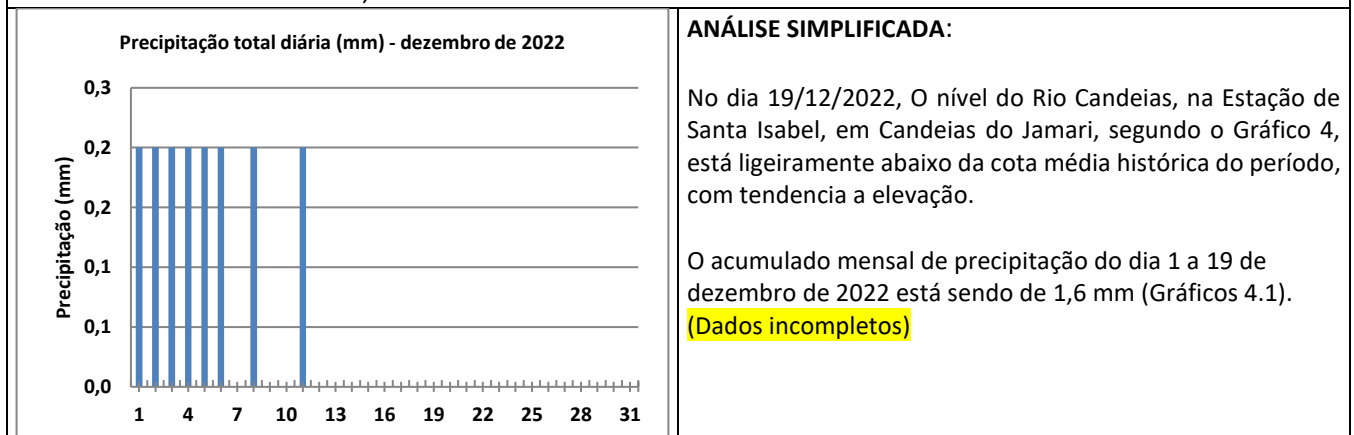 Precipitação total diária (mm) - dezembro de 2022
0,3
0,2
0,2
0,1
0,1
0,0
Precipitação (mm)
1 4 7 10 13 16 19 22 25 28 31
ANÁLISE SIMPLIFICADA:
No dia 19/12/2022, O nível do Rio Candeias, na Estação de
Santa Isabel, em Candeias do Jamari, segundo o Gráfico 4,
está ligeiramente abaixo da cota média histórica do período,
com tendencia a elevação.
O acumulado mensal de precipitação do dia 1 a 19 de
dezembro de 2022 está sendo de 1,6 mm (Gráficos 4.1).
(Dados incompletos)